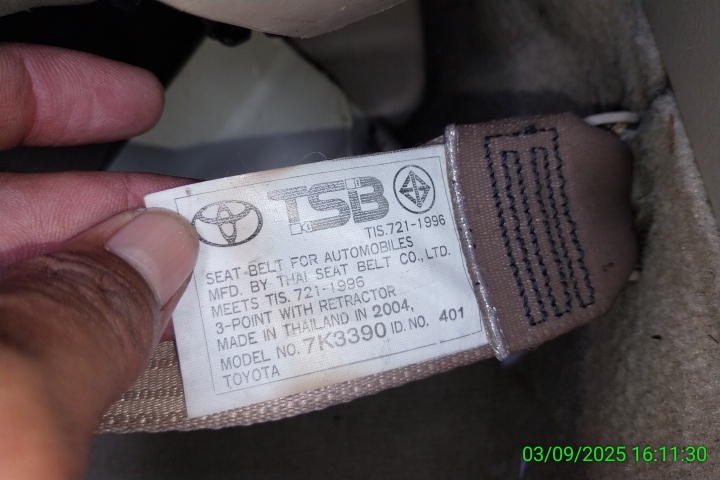 TSB
TIS.721-1996
SEAT BELT FOR AUTOMOBILES
MFD. BY THAI SEAT BELT CO., LTD.
MEETS TIS. 721-1996
3-POINT WITH RETRACTOR
MADE IN THAILAND IN 2004,
MODEL NO. 7K3390 ID. NO. 401
TOYOTA
03/09/2025 16:11:30